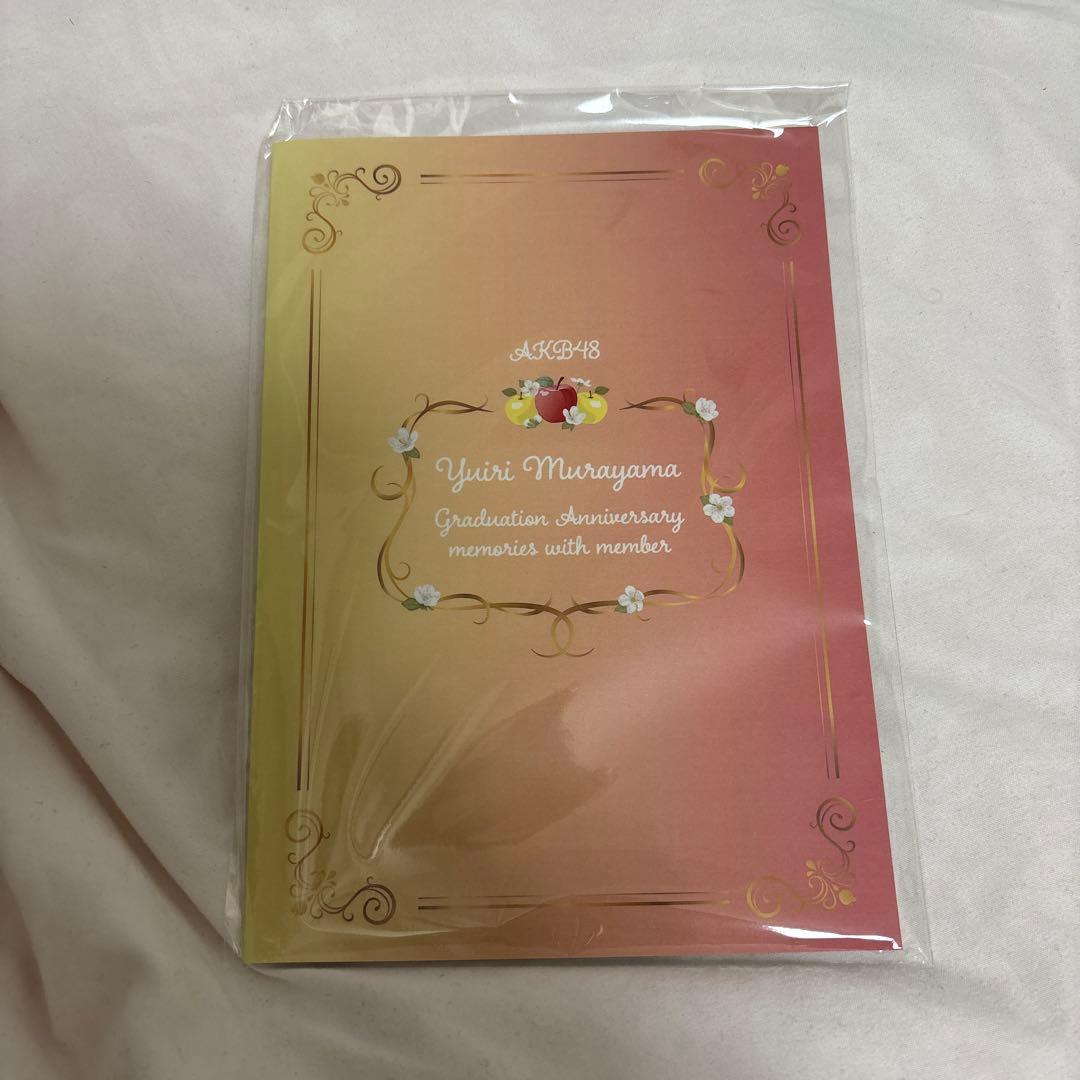 AKB48
Yuiri Murayama
Graduation Anniversary
memories with member